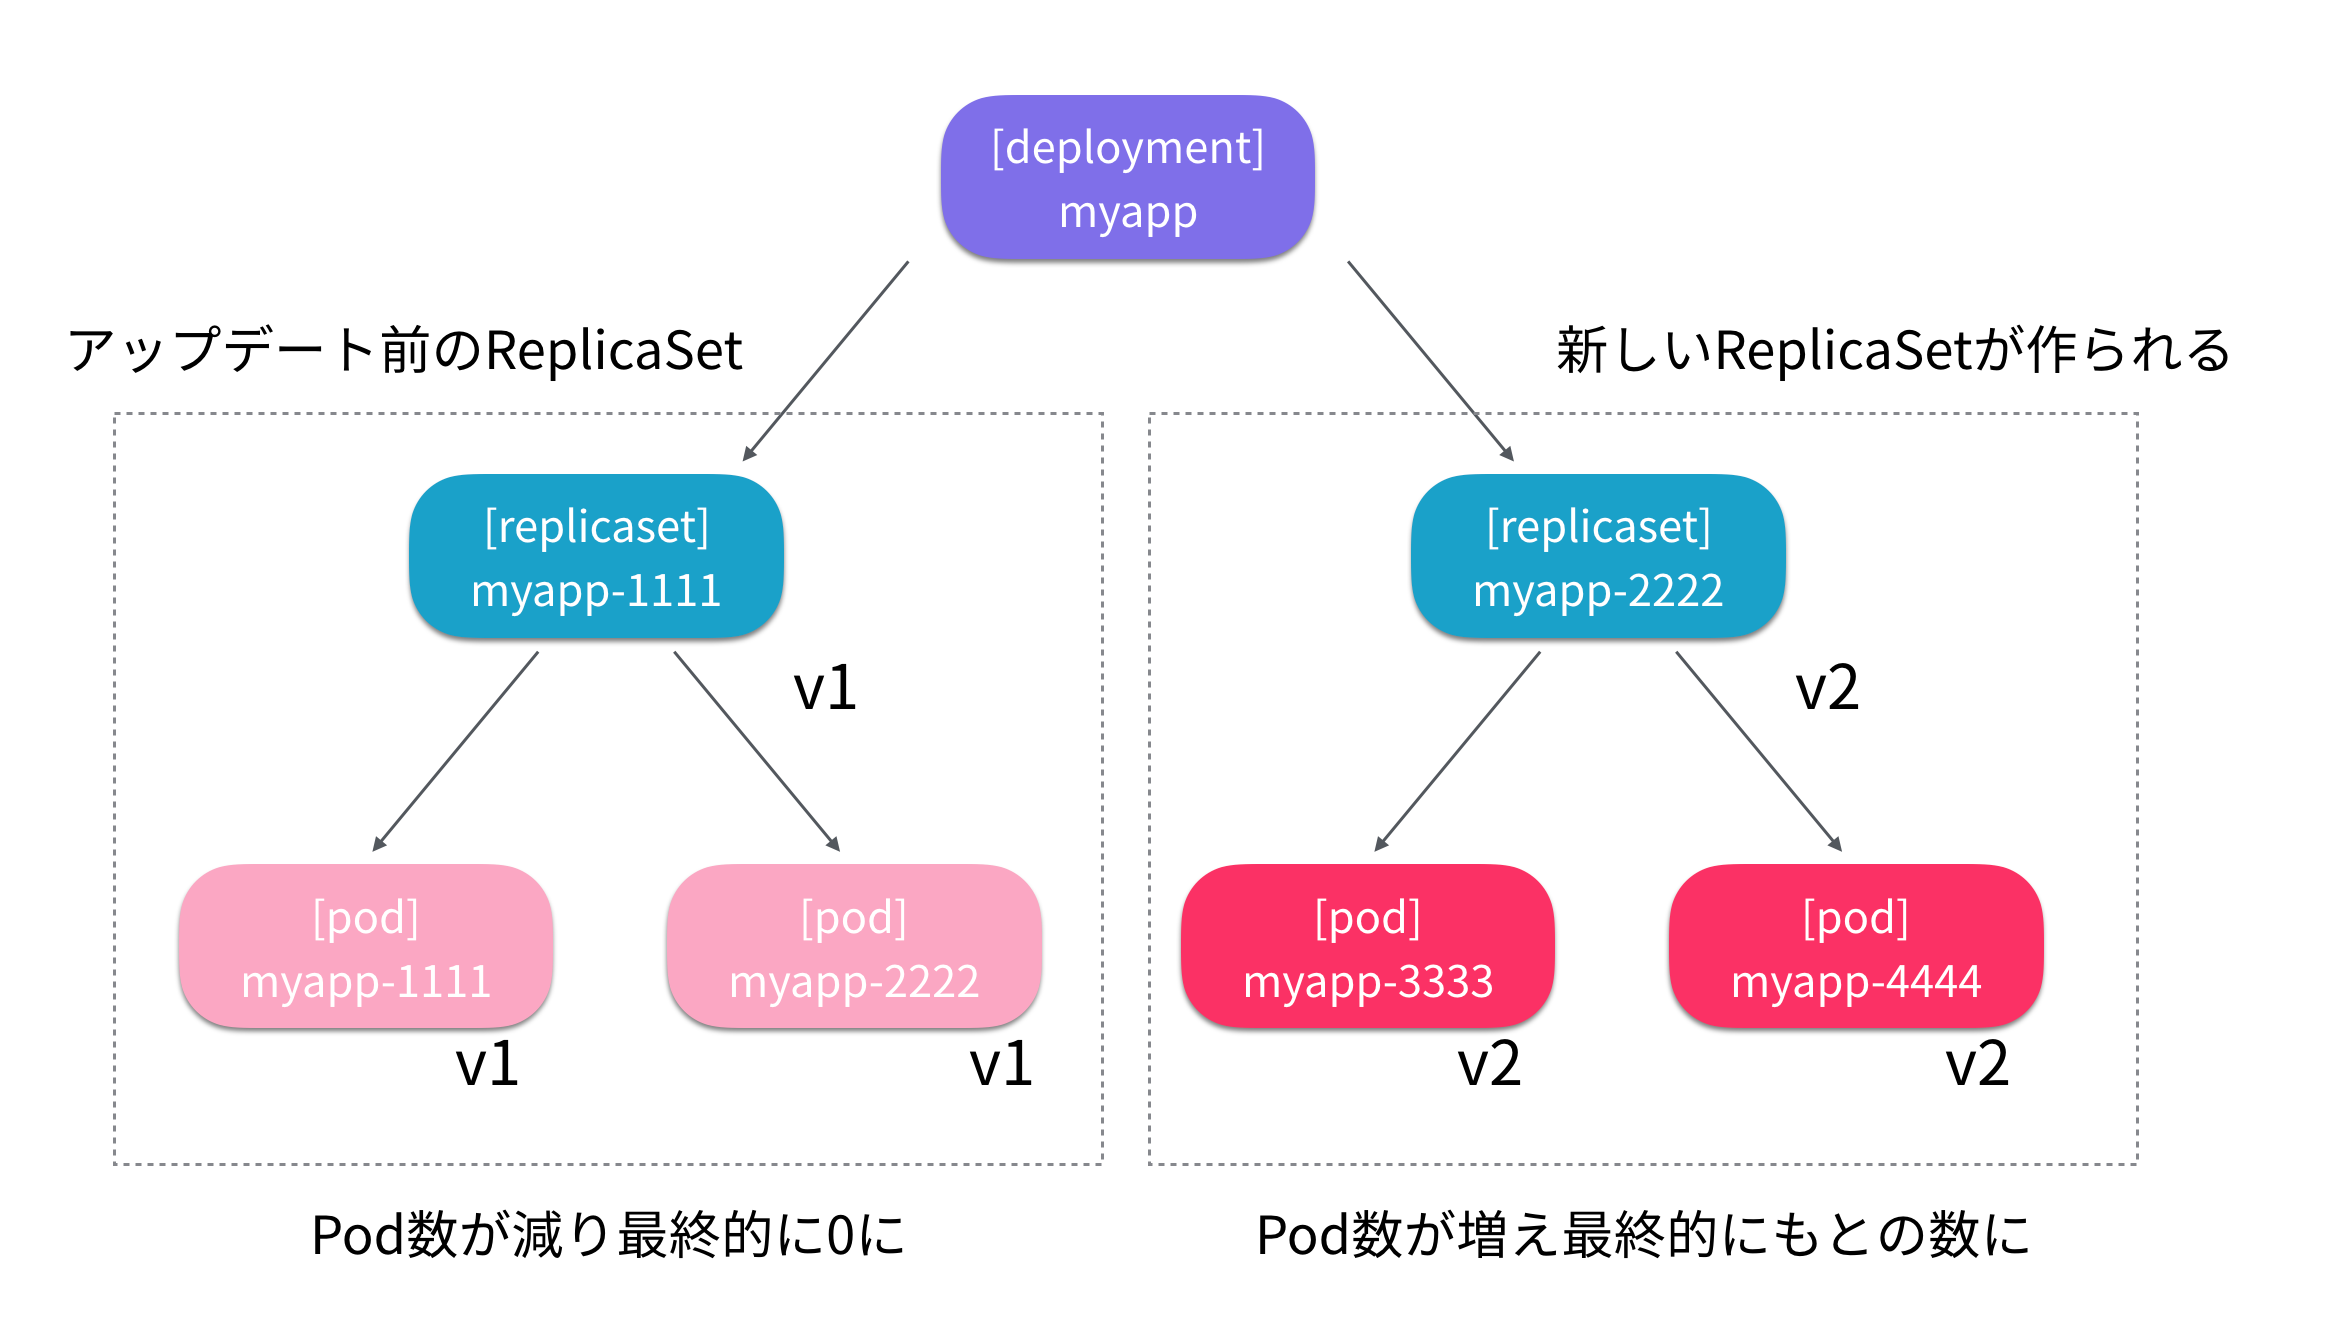 [deployment]
myapp
アップデート前のReplicaSet
新しいReplicaSetが作られる
[replicaset]
myapp-1111
v1
[replicaset]
myapp-2222
v2
[pod]
myapp-1111
v1
[pod]
myapp-2222
v1
[pod]
myapp-3333
v2
[pod]
myapp-4444
v2
Pod数が減り最終的に0に
Pod数が増え最終的にもとの数に